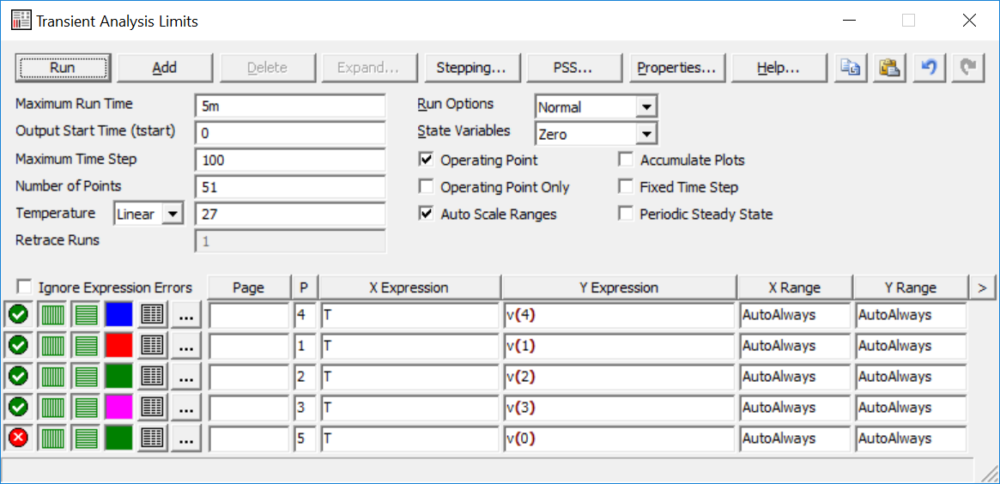 Transient Analysis Limits
Run Add Delete Expand... Stepping... PSS... Properties... Help...
Maximum Run Time 5m Run Options Normal
Output Start Time (tstart) 0 State Variables Zero
Maximum Time Step 100 Operating Point Accumulate Plots
Number of Points 51 Operating Point Only Fixed Time Step
Temperature Linear 27 Auto Scale Ranges Periodic Steady State
Retrace Runs 1
Ignore Expression Errors Page P X Expression Y Expression X Range Y Range >
... 4 T v(4) AutoAlways AutoAlways
... 1 T v(1) AutoAlways AutoAlways
... 2 T v(2) AutoAlways AutoAlways
... 3 T v(3) AutoAlways AutoAlways
... 5 T v(0) AutoAlways AutoAlways